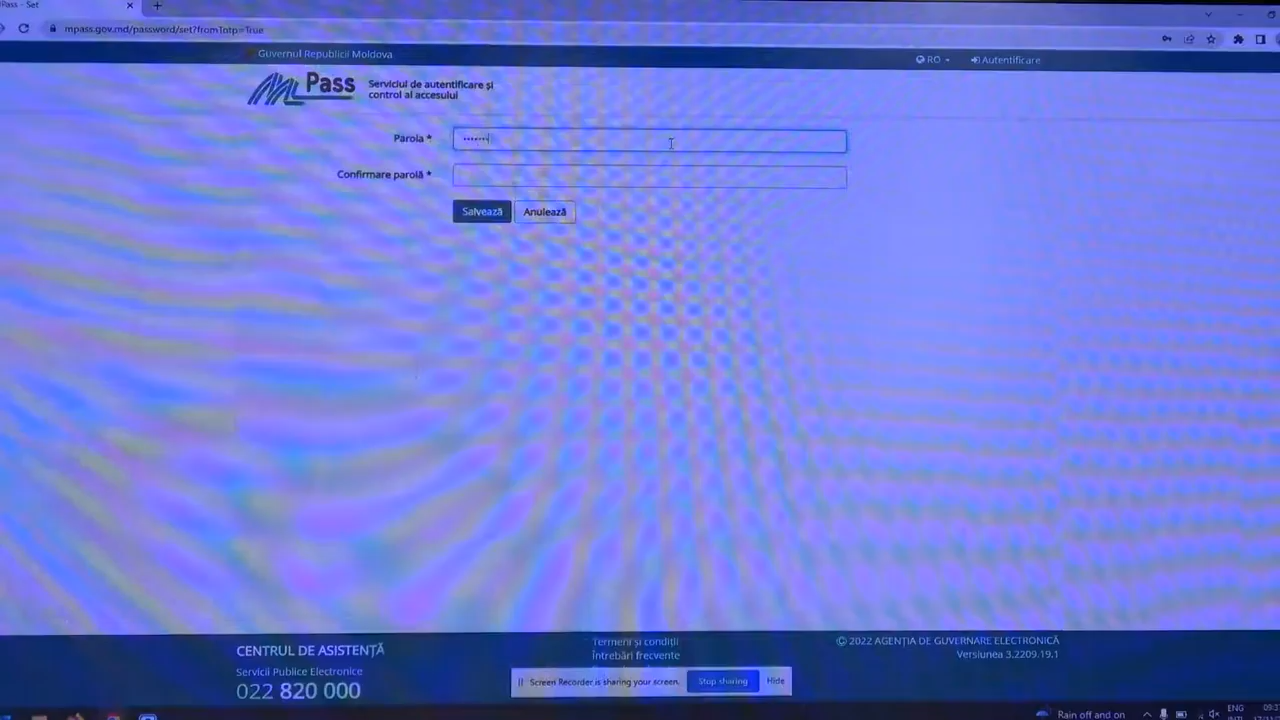 Pass - Set
mpass.gov.md/password/set?fromTotp=True
Guvernul Republicii Moldova
RO
Autentificare
MPass
Serviciul de autentificare și
control al accesului
Parola *
Confirmare parolă *
Salvează
Anulează
CENTRUL DE ASISTENȚĂ
Servicii Publice Electronice
022 820 000
Termeni și condiții
Întrebări frecvente
© 2022 AGENȚIA DE GUVERNARE ELECTRONICĂ
Versiunea 3.2209.19.1
Screen Recorder is sharing your screen.
Stop sharing
Hide
Rain off and on
ENG